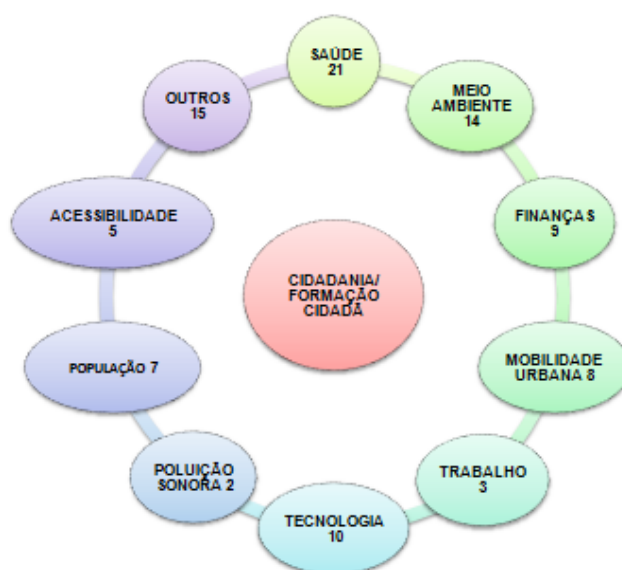 SAÚDE
21
MEIO
AMBIENTE
14
FINANÇAS
9
MOBILIDADE
URBANA 8
TRABALHO
3
TECNOLOGIA
10
POLUIÇÃO
SONORA 2
POPULAÇÃO 7
ACESSIBILIDADE
5
OUTROS
15
CIDADANIA/
FORMAÇÃO
CIDADÃ